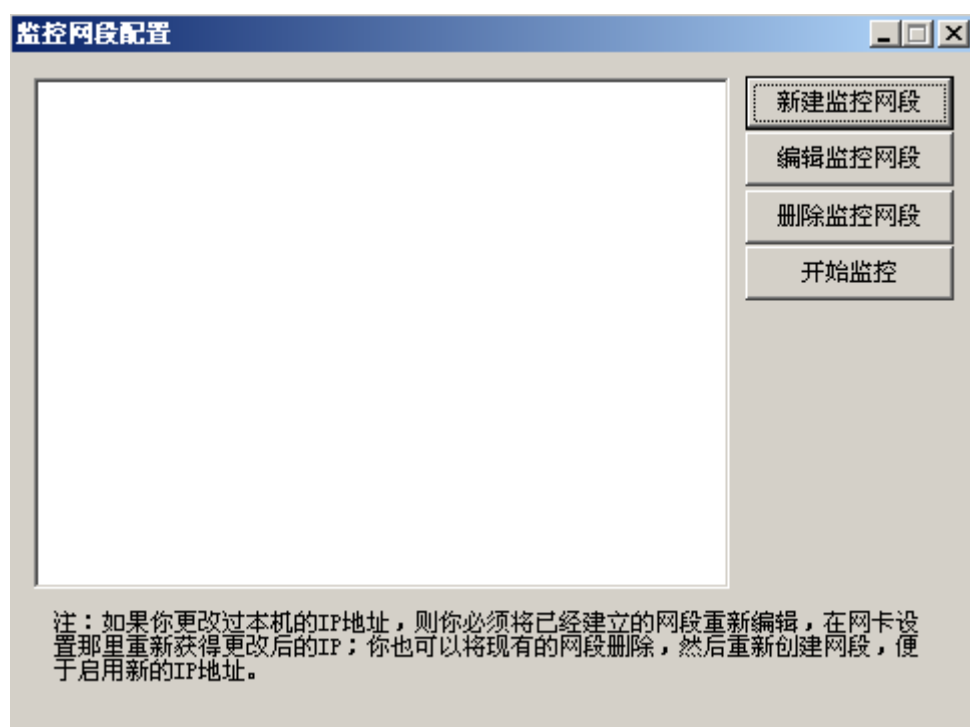 监控网段配置
新建监控网段
编辑监控网段
删除监控网段
开始监控
注：如果你更改过本机的IP地址，则你必须将已经建立的网段重新编辑，在网卡设
置那里重新获得更改后的IP；你也可以将现有的网段删除，然后重新创建网段，便
于启用新的IP地址。